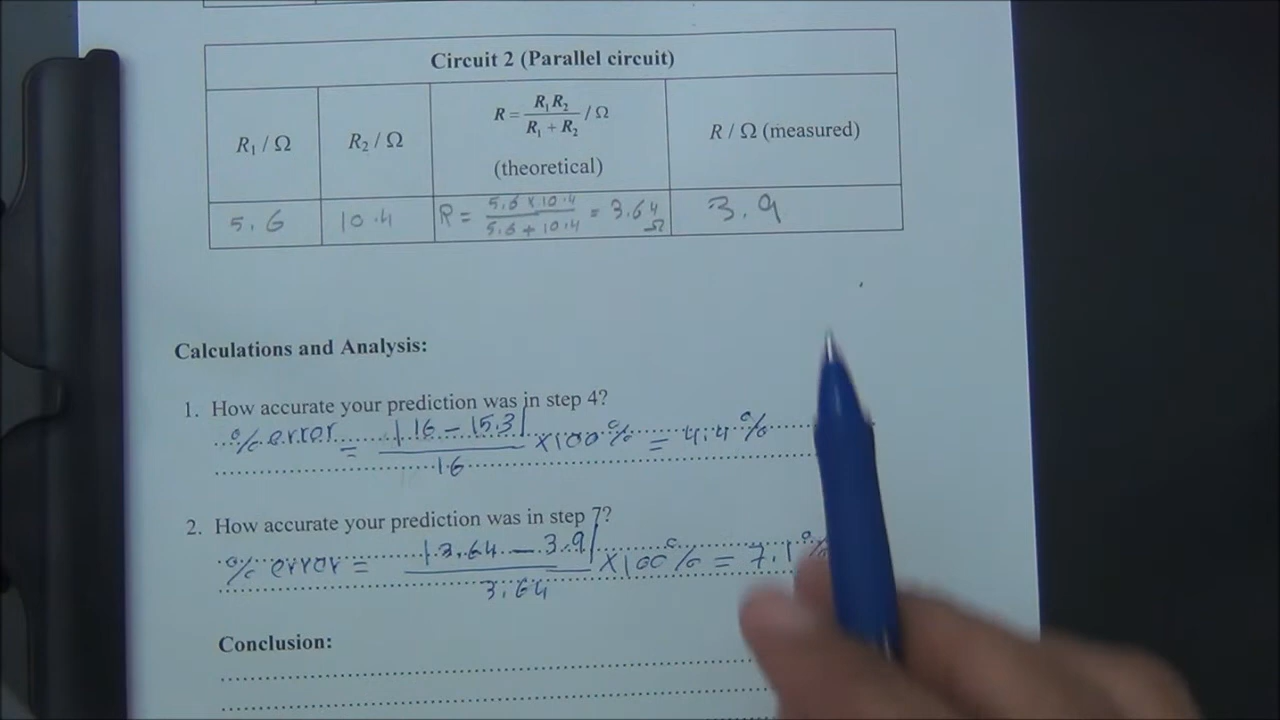 Circuit 2 (Parallel circuit)
R₁ / Ω
R₂ / Ω
R = R₁R₂ / R₁ + R₂ / Ω
(theoretical)
R / Ω (measured)
5.6
10.4
R = 5.6 × 10.4 / 5.6 + 10.4 = 3.64 Ω
3.9
Calculations and Analysis:
1. How accurate your prediction was in step 4?
% error = |16 – 15.3| / 16 × 100% = 4.4 %
2. How accurate your prediction was in step 7?
% error = |3.64 – 3.9| / 3.64 × 100% = 7.1 %
Conclusion: